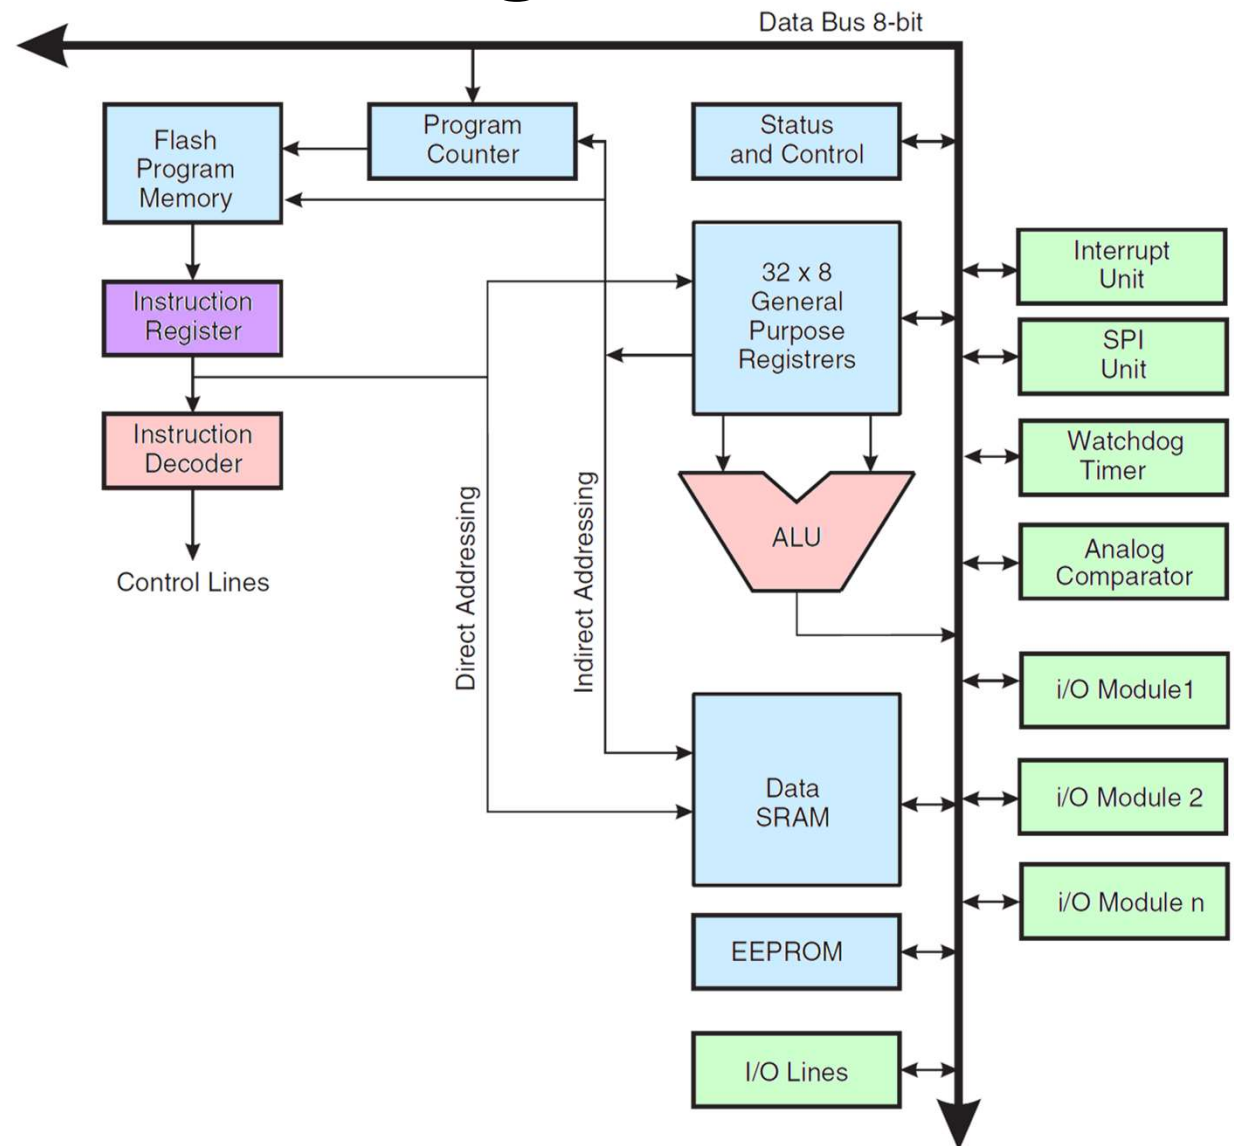 Data Bus 8-bit
Flash
Program
Memory
Program
Counter
Status
and Control
Interrupt
Unit
32 x 8
General
Purpose
Registrers
Instruction
Register
SPI
Unit
Instruction
Decoder
Watchdog
Timer
Control Lines
Direct Addressing
Indirect Addressing
ALU
Analog
Comparator
i/O Module1
Data
SRAM
i/O Module 2
i/O Module n
EEPROM
I/O Lines